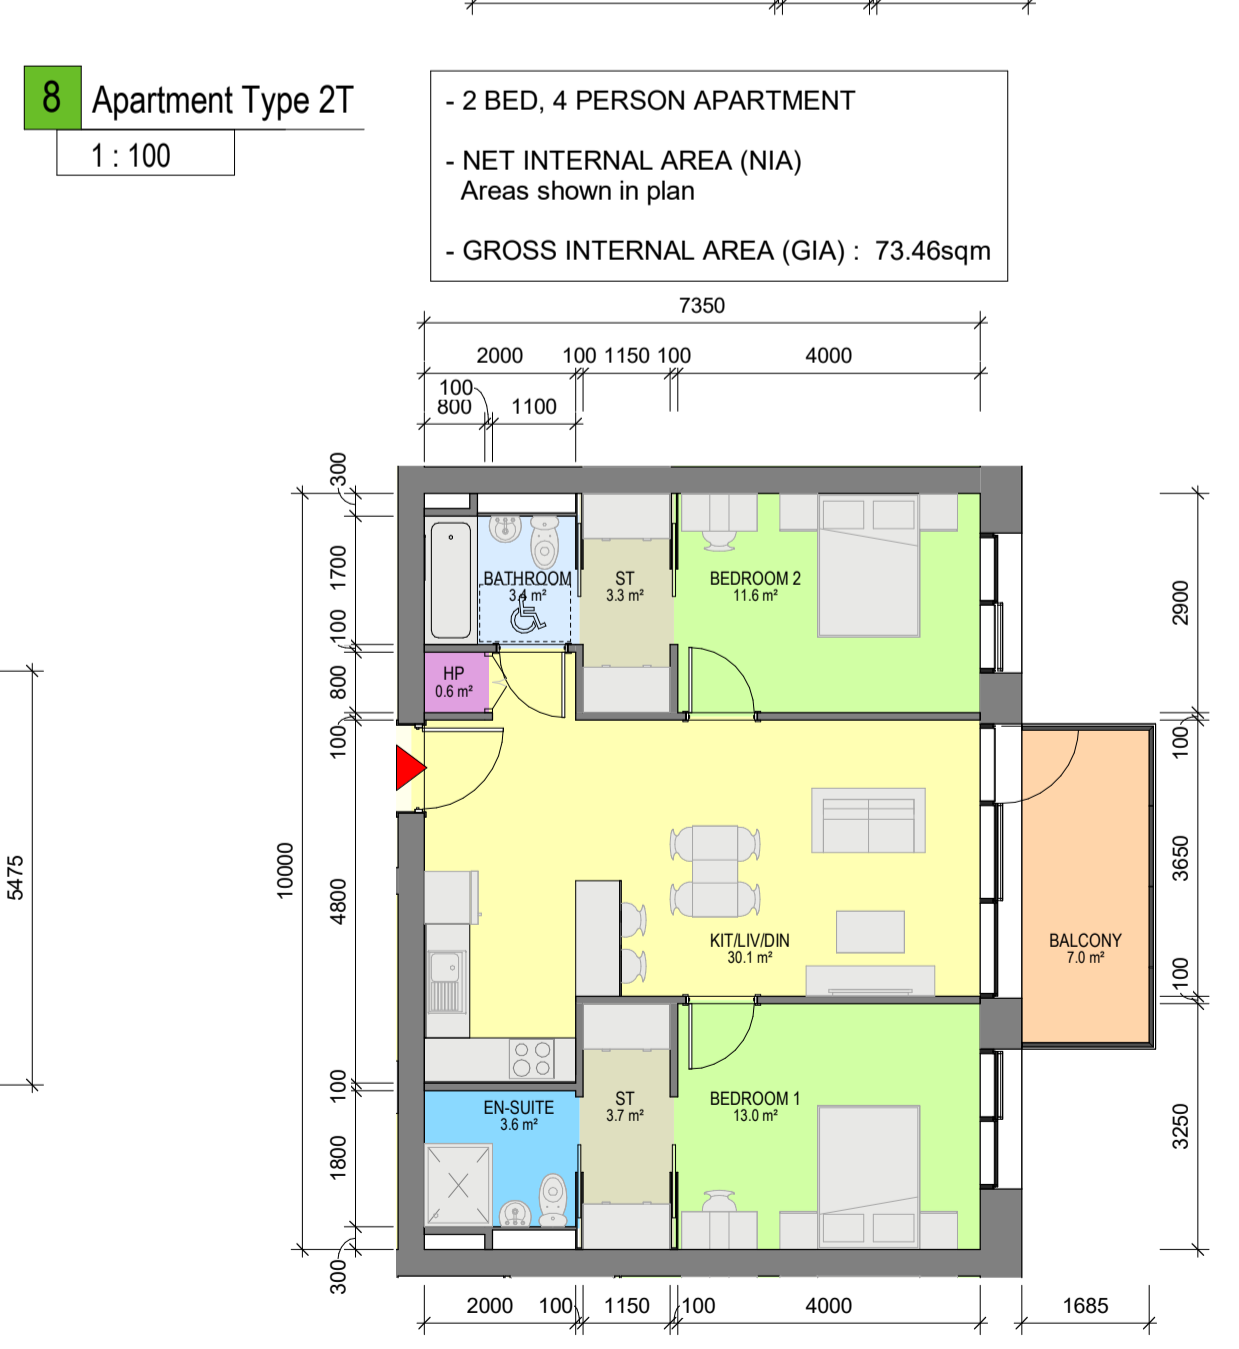 8 Apartment Type 2T
1 : 100
- 2 BED, 4 PERSON APARTMENT
- NET INTERNAL AREA (NIA)
Areas shown in plan
- GROSS INTERNAL AREA (GIA) : 73.46sqm
7350
2000 100 1150 100 4000
100
800 1100
300
1700
100
800
100
4800
100
1800
300
10000
5475
BATHROOM
3.4 m²
ST
3.3 m²
BEDROOM 2
11.6 m²
HP
0.6 m²
KIT/LIV/DIN
30.1 m²
BALCONY
7.0 m²
EN-SUITE
3.6 m²
ST
3.7 m²
BEDROOM 1
13.0 m²
2900
100
3650
100
3250
2000 100 1150 100 4000 1685